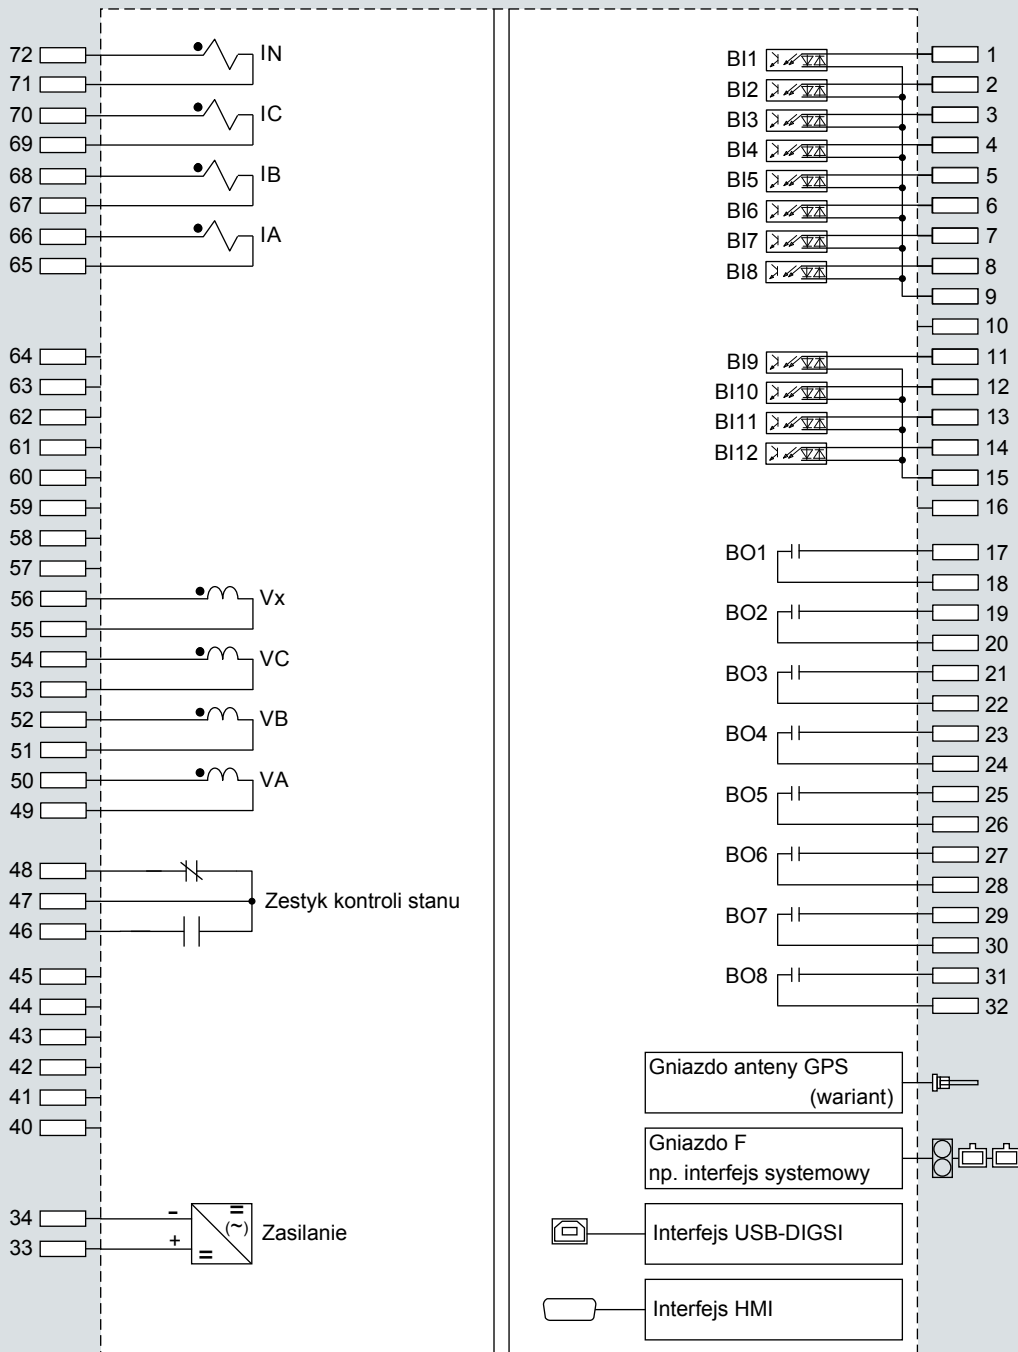 72 IN
71
70 IC
69
68 IB
67
66 IA
65
64
63
62
61
60
59
58
57
56 Vx
55
54 VC
53
52 VB
51
50 VA
49
48
47 Zestyk kontroli stanu
46
45
44
43
42
41
40
34 - = (~)
Zasilanie
33 + =
BI1 1
BI2 2
BI3 3
BI4 4
BI5 5
BI6 6
BI7 7
BI8 8
9
10
BI9 11
BI10 12
BI11 13
BI12 14
15
16
BO1 17
18
BO2 19
20
BO3 21
22
BO4 23
24
BO5 25
26
BO6 27
28
BO7 29
30
BO8 31
32
Gniazdo anteny GPS
(wariant)
Gniazdo F
np. interfejs systemowy
Interfejs USB-DIGSI
Interfejs HMI